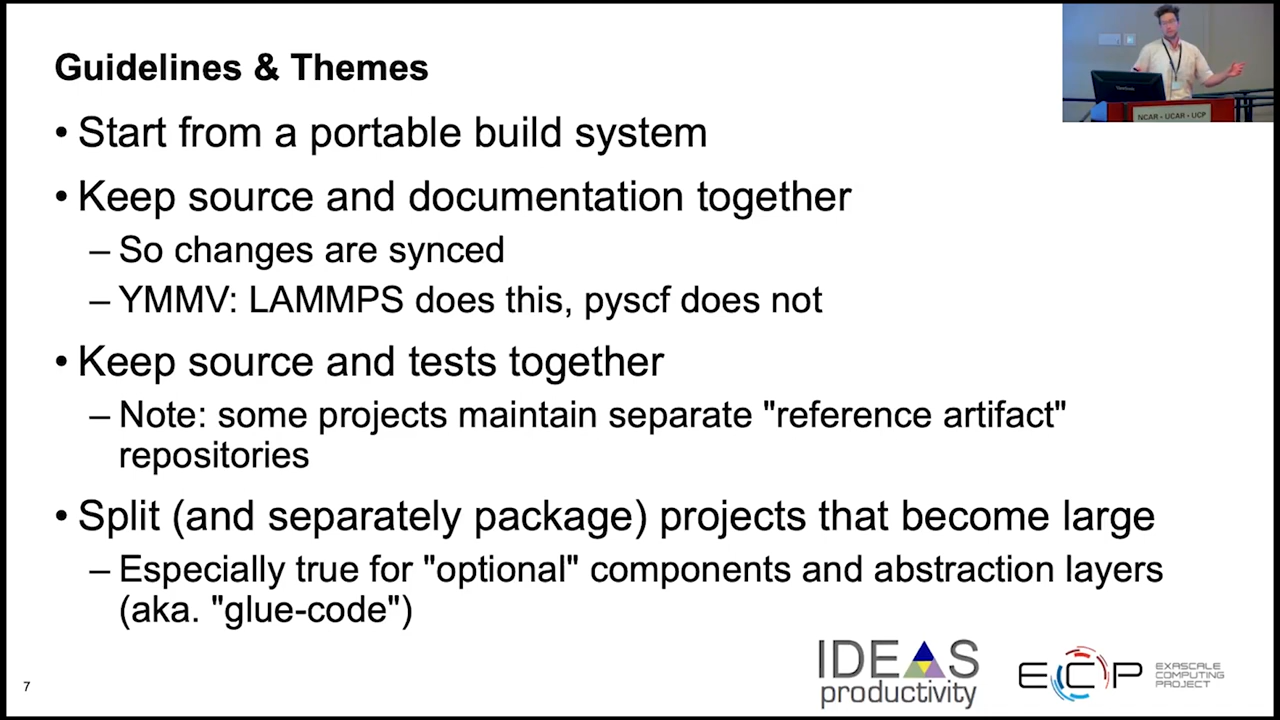 Guidelines & Themes
• Start from a portable build system
• Keep source and documentation together
– So changes are synced
– YMMV: LAMMPS does this, pyscf does not
• Keep source and tests together
– Note: some projects maintain separate "reference artifact"
repositories
• Split (and separately package) projects that become large
– Especially true for "optional" components and abstraction layers
(aka. "glue-code")
NCAR - UCAR - UCP
7
IDEAS
productivity
ECP
EXASCALE
COMPUTING
PROJECT